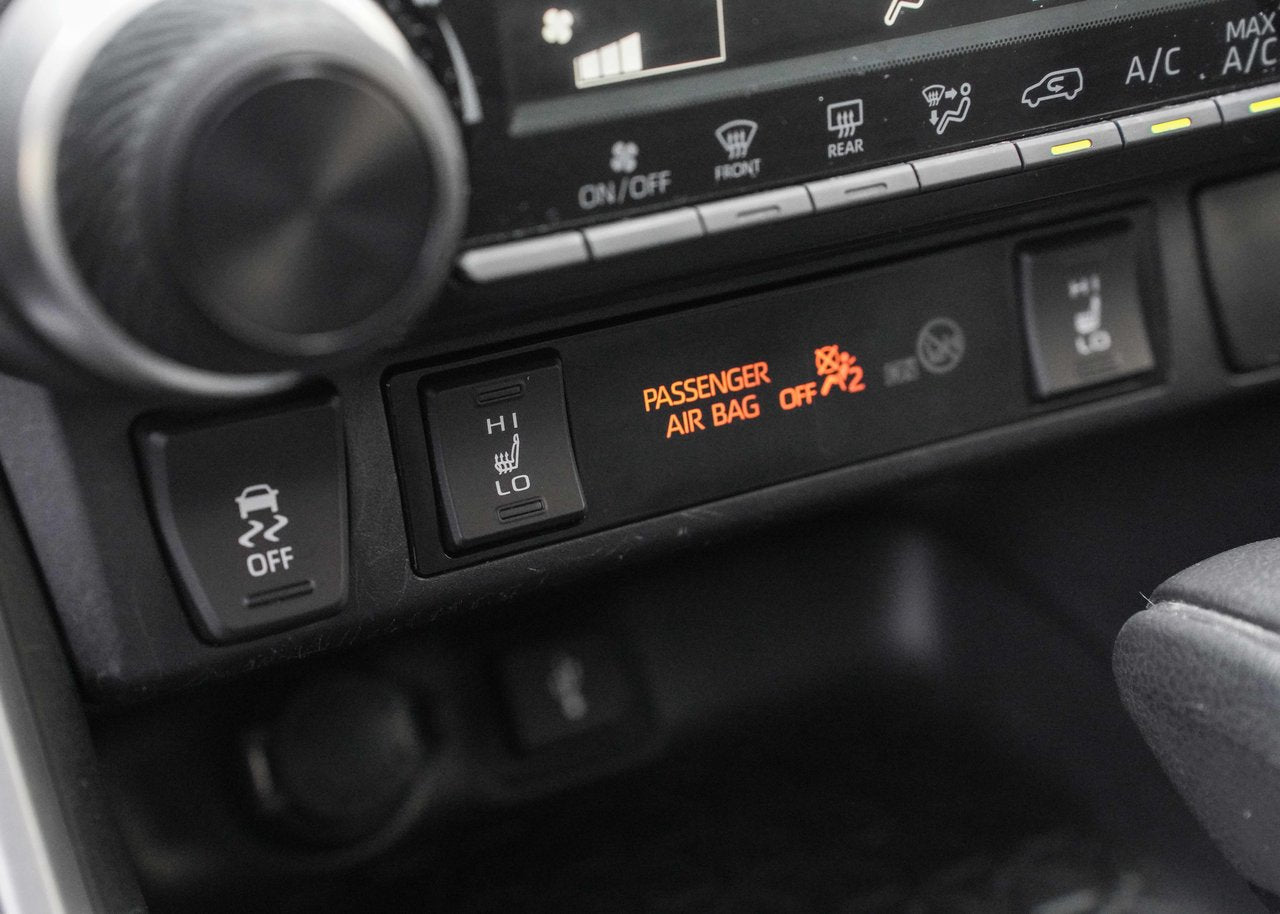 MAX
A/C
A/C
REAR
FRONT
ON/OFF
HI
LO
HI
LO
PASSENGER
AIR BAG
OFF 2
OFF